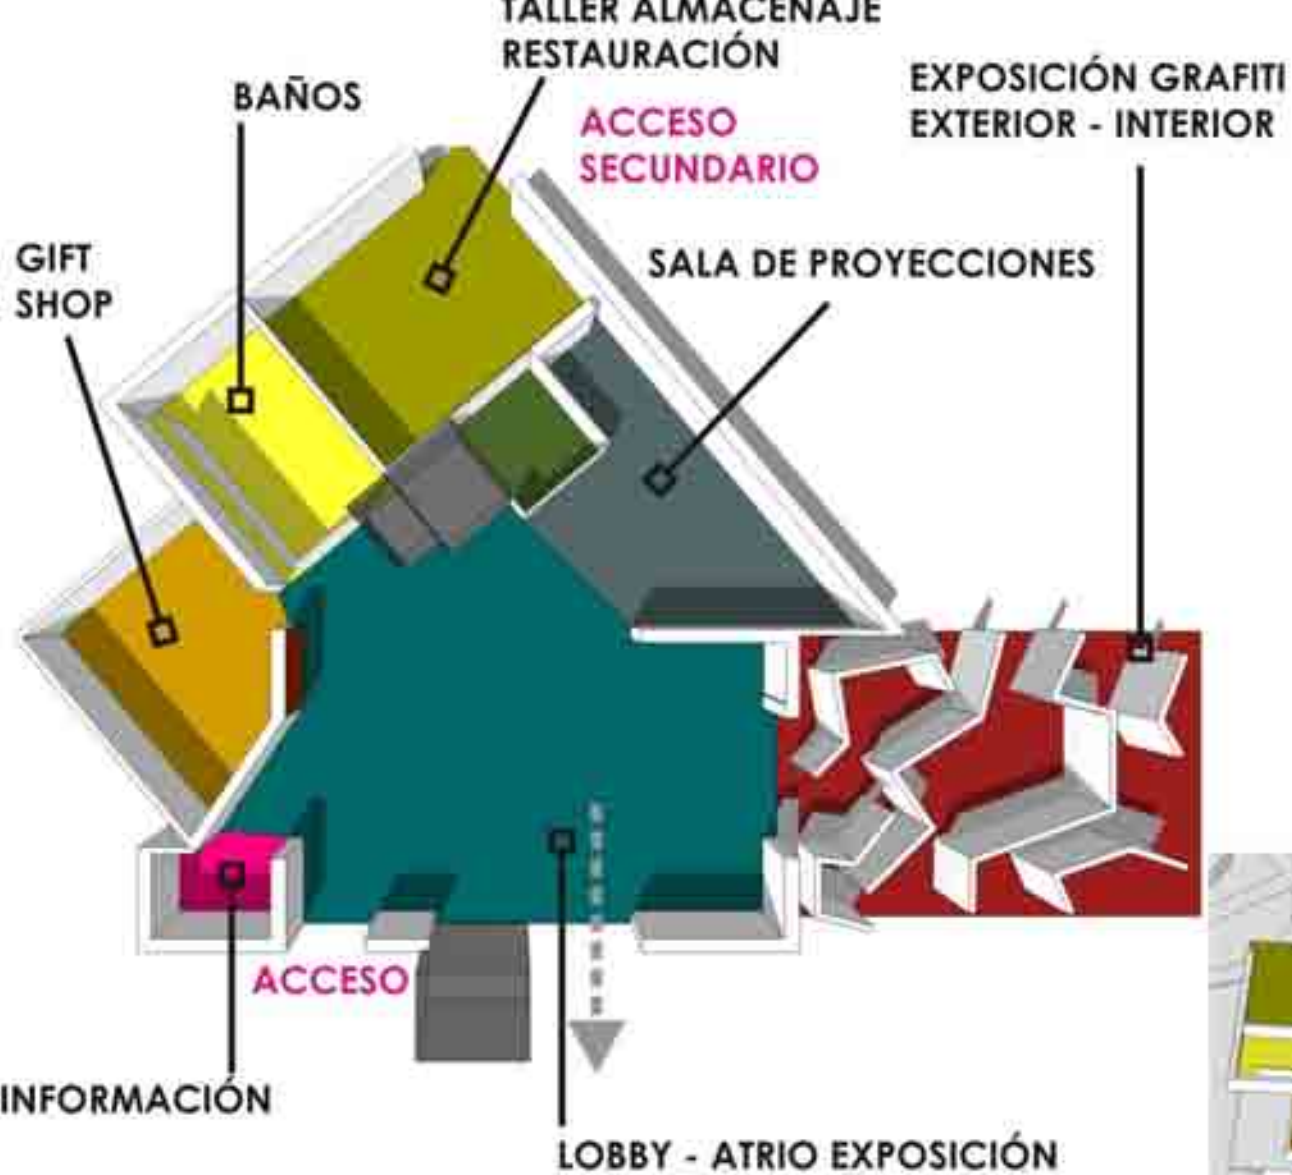 TALLER ALMACENAJE
RESTAURACIÓN
EXPOSICIÓN GRAFITI
EXTERIOR - INTERIOR
BAÑOS
ACCESO
SECUNDARIO
GIFT
SHOP
SALA DE PROYECCIONES
ACCESO
INFORMACIÓN
LOBBY - ATRIO EXPOSICIÓN